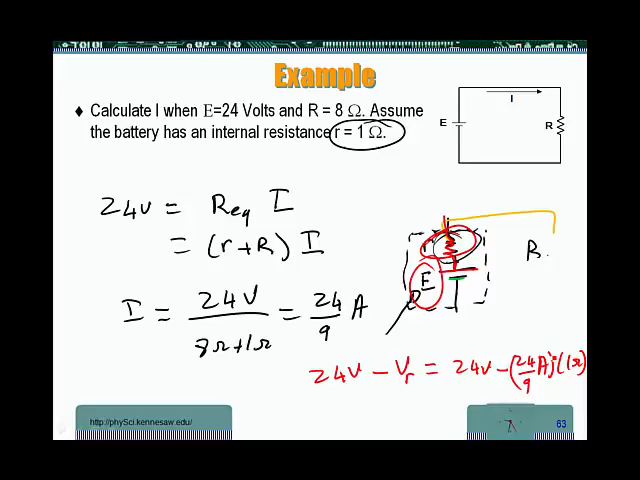 Example
♦ Calculate I when E=24 Volts and R = 8 Ω. Assume
the battery has an internal resistance r = 1 Ω.
I
E
R
24v = Req I
= (r+R) I
I = 24V / 8Ω+1Ω = 24/9 A
r
E
R.
24V - Vr = 24V - (24/9 A)(1Ω)
http://phySci.kennesaw.edu/
63